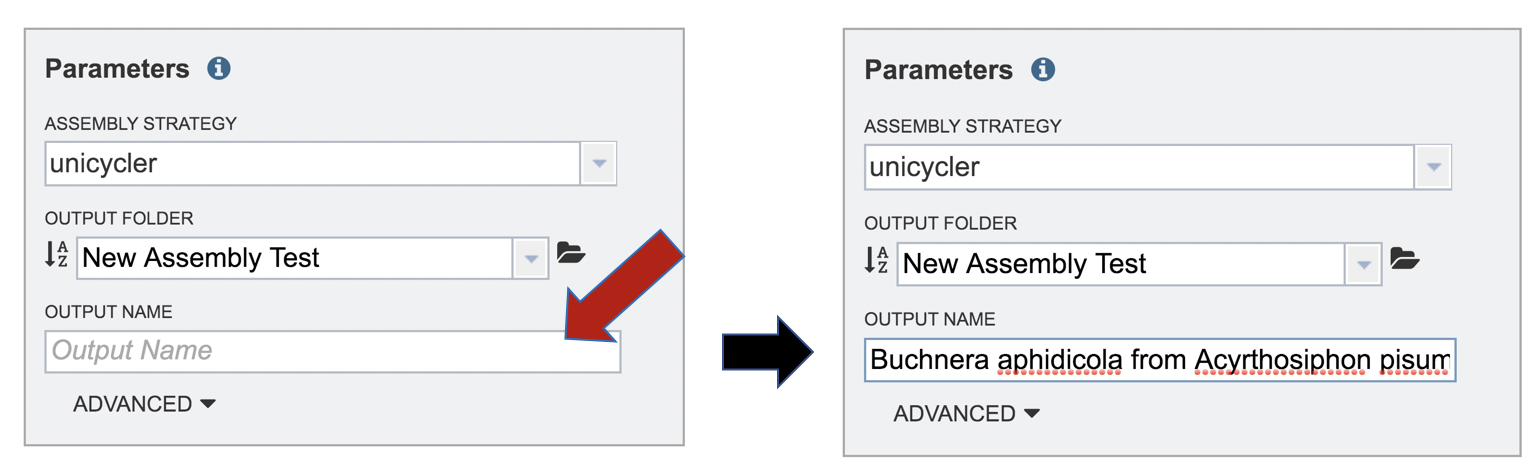 Parameters
ASSEMBLY STRATEGY
unicycler
OUTPUT FOLDER
A
Z
New Assembly Test
OUTPUT NAME
Output Name
ADVANCED
Parameters
ASSEMBLY STRATEGY
unicycler
OUTPUT FOLDER
A
Z
New Assembly Test
OUTPUT NAME
Buchnera aphidicola from Acyrthosiphon pisum
ADVANCED